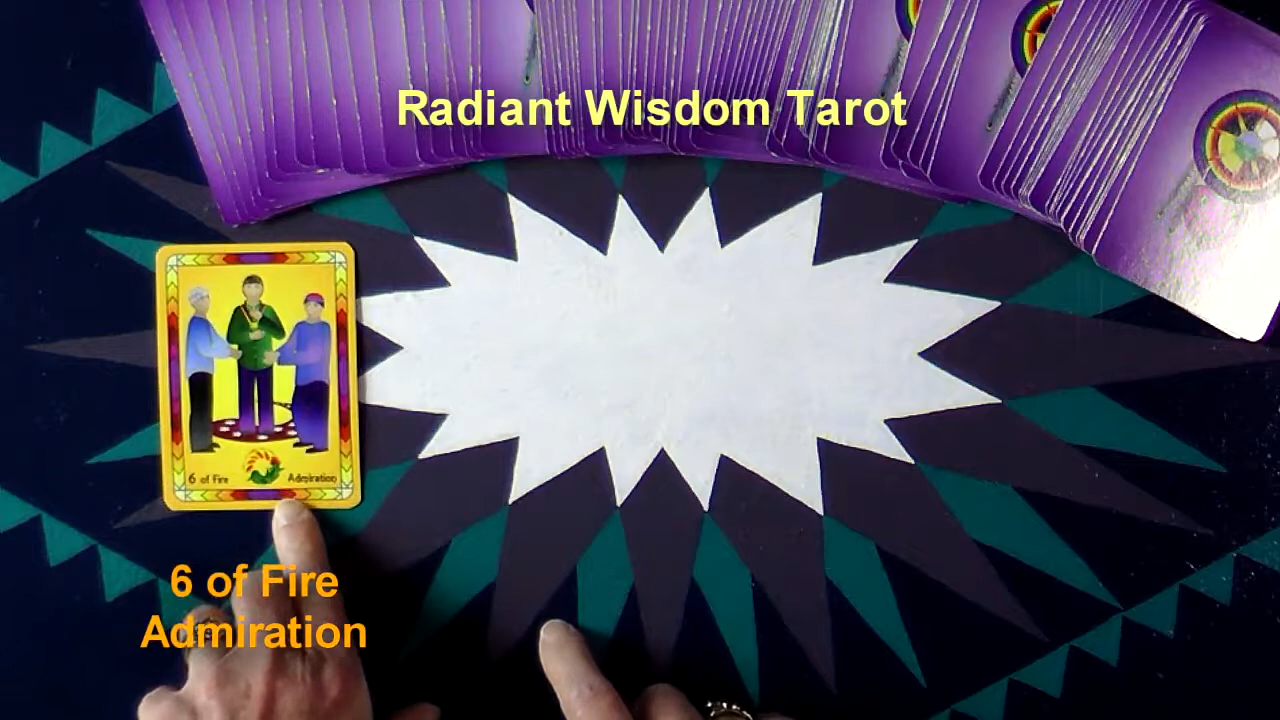 Radiant Wisdom Tarot
6 of Fire Admiration
6 of Fire
Admiration